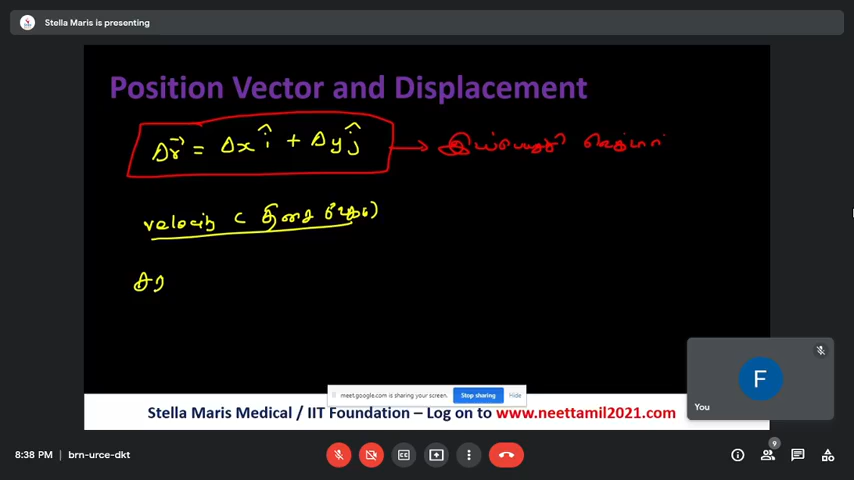 Stella Maris is presenting
Position Vector and Displacement
Δr⃗ = Δx î + Δy ĵ →
velocity (திசை வேகம்)
meet.google.com is sharing your screen. Stop sharing Hide
F
You
Stella Maris Medical / IIT Foundation – Log on to www.neettamil2021.com
8:38 PM | brn-urce-dkt
9